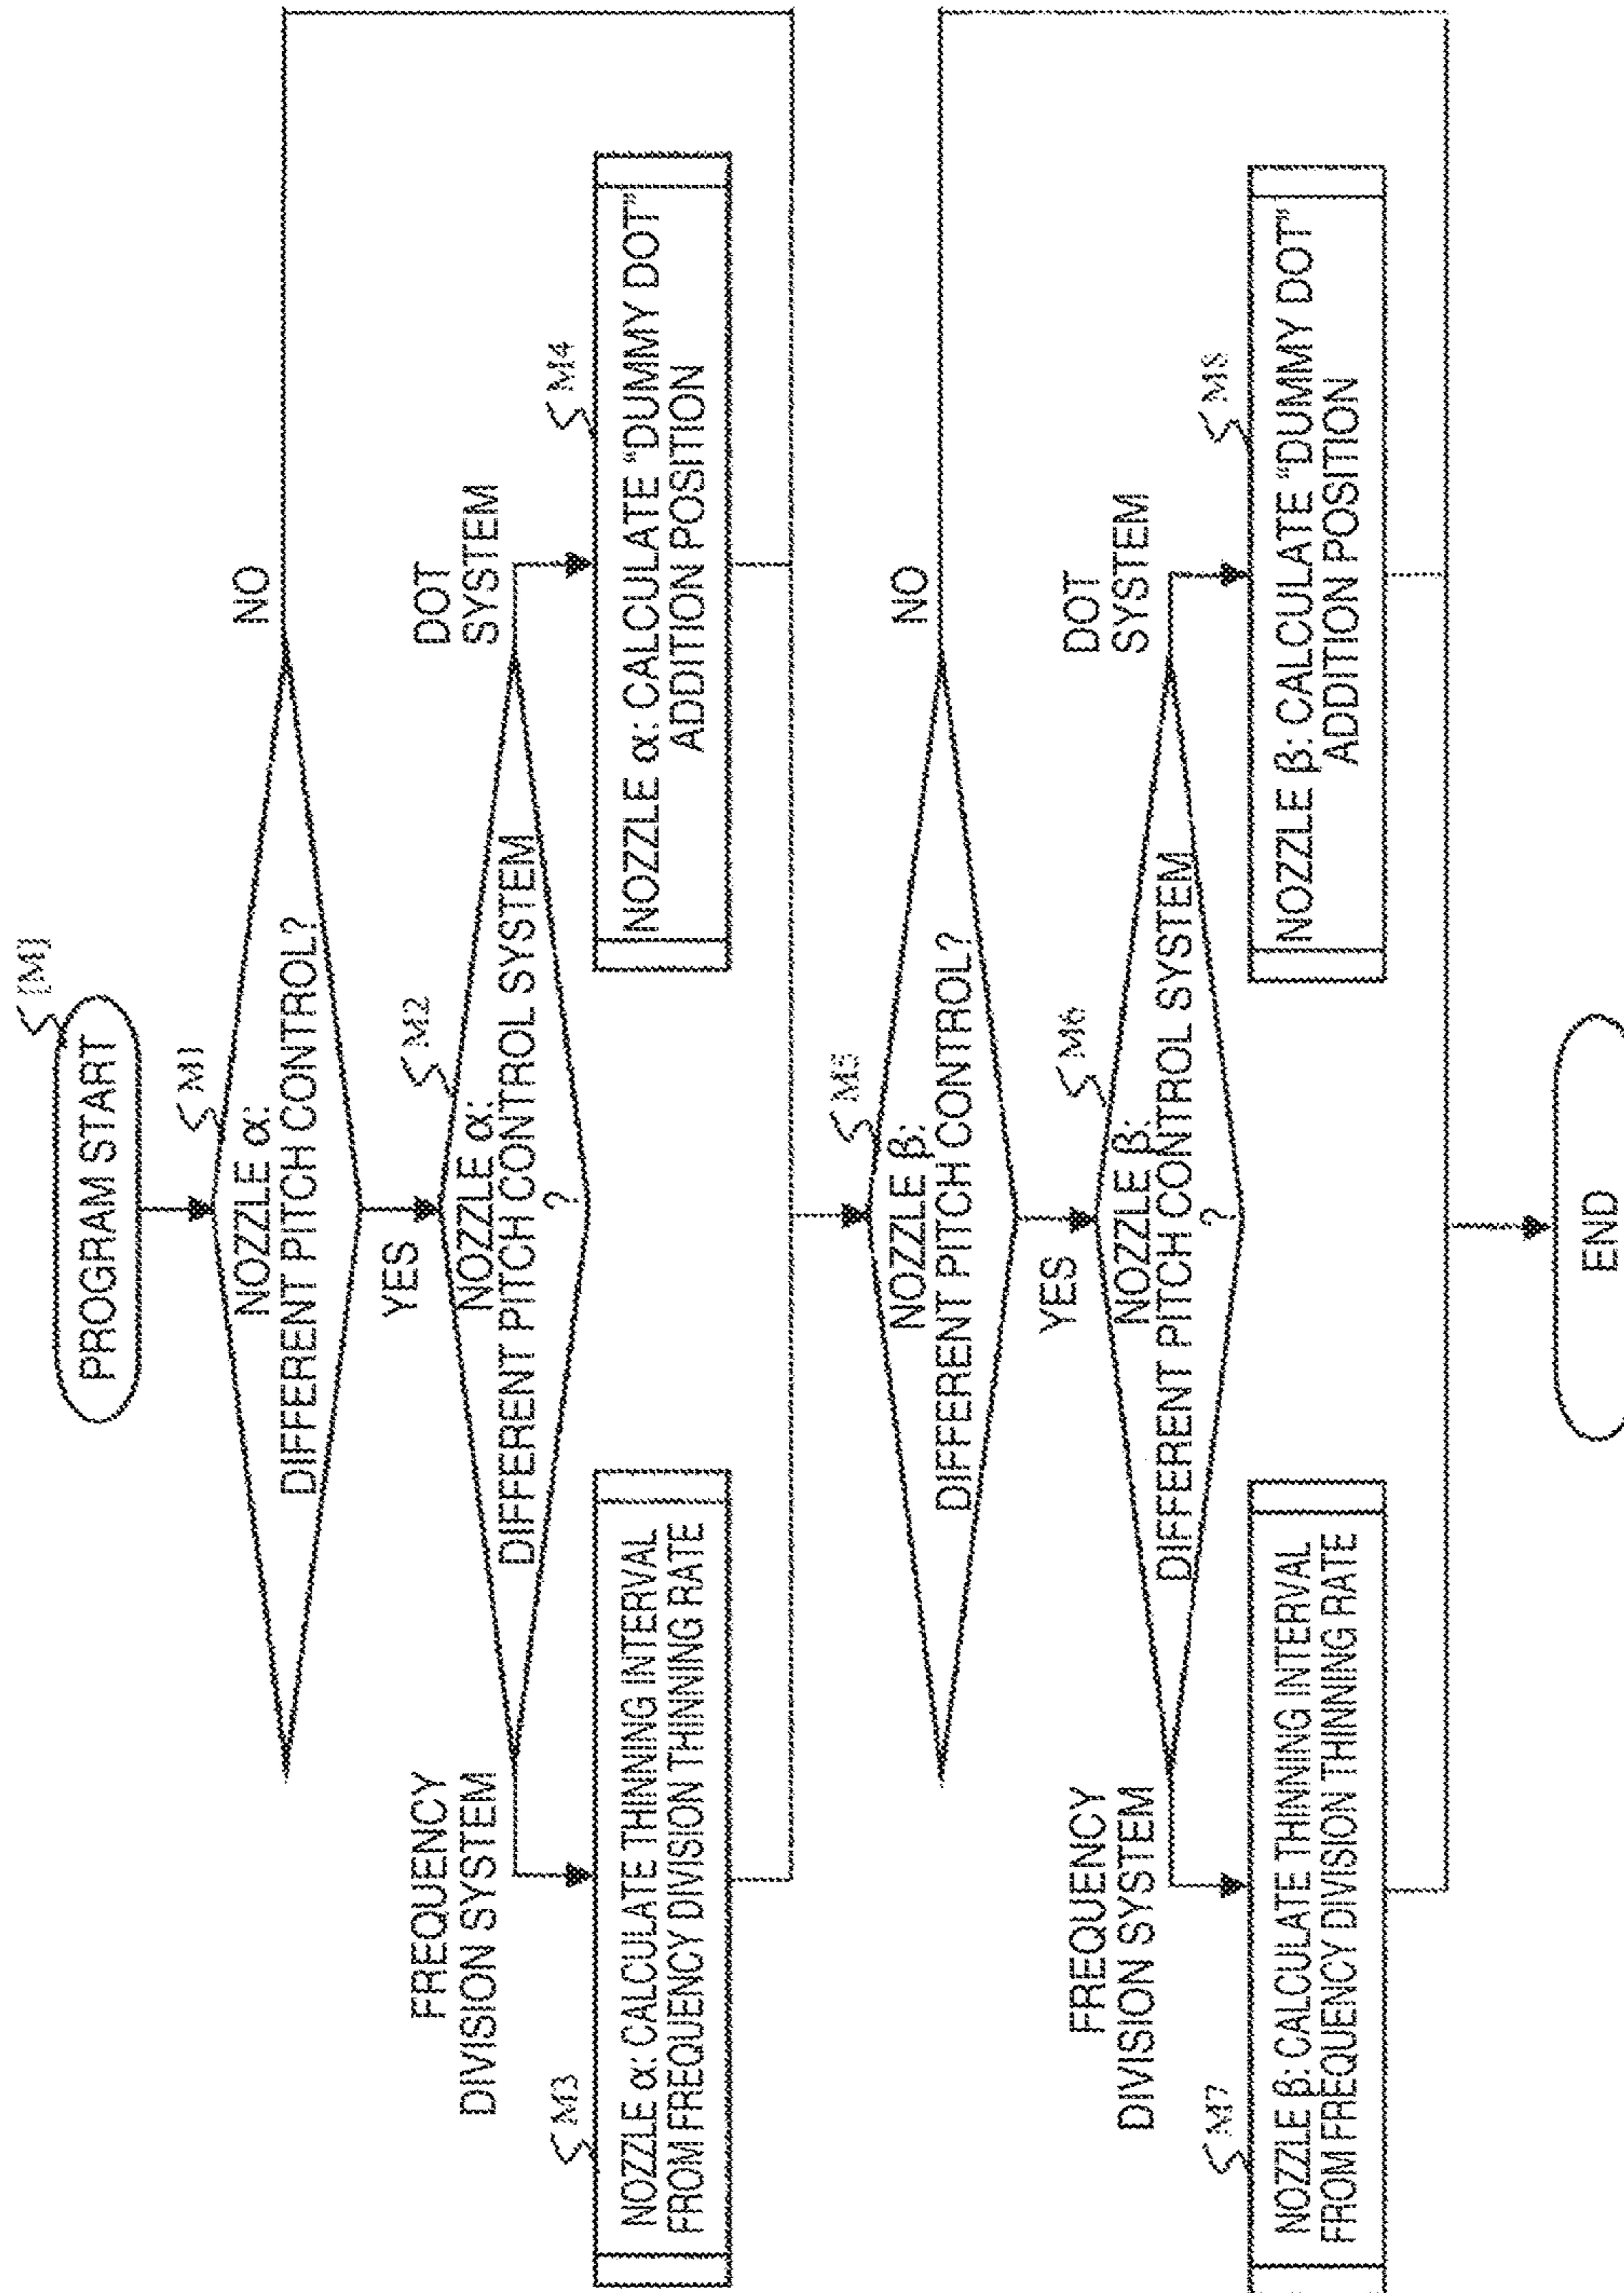 [M]
PROGRAM START
M1
NOZZLE α:
DIFFERENT PITCH CONTROL?
NO
YES
M2
NOZZLE α:
DIFFERENT PITCH CONTROL SYSTEM
?
FREQUENCY
DIVISION SYSTEM
DOT
SYSTEM
M3
NOZZLE α: CALCULATE THINNING INTERVAL
FROM FREQUENCY DIVISION THINNING RATE
M4
NOZZLE α: CALCULATE "DUMMY DOT"
ADDITION POSITION
M5
NOZZLE β:
DIFFERENT PITCH CONTROL?
NO
YES
M6
NOZZLE β:
DIFFERENT PITCH CONTROL SYSTEM
?
FREQUENCY
DIVISION SYSTEM
DOT
SYSTEM
M7
NOZZLE β: CALCULATE THINNING INTERVAL
FROM FREQUENCY DIVISION THINNING RATE
M8
NOZZLE β: CALCULATE "DUMMY DOT"
ADDITION POSITION
END